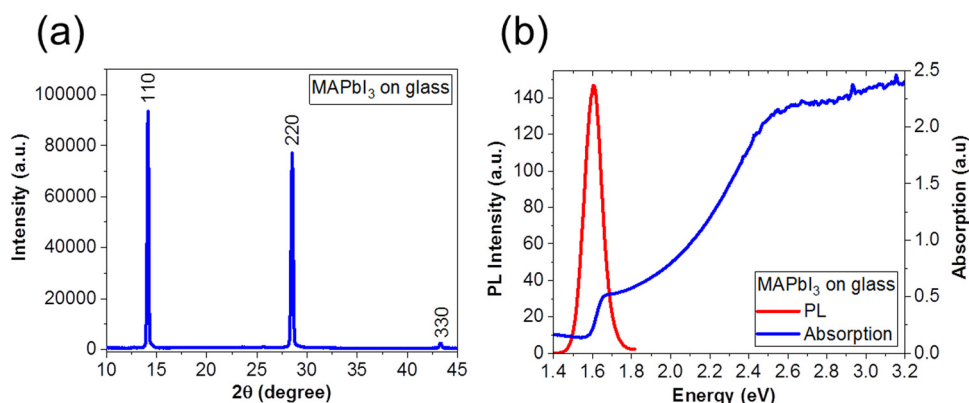 (a)
MAPbI₃ on glass
110
220
330
Intensity (a.u.)
100000
80000
60000
40000
20000
0
10 15 20 25 30 35 40 45
2θ (degree)
(b)
PL Intensity (a.u.)
140
120
100
80
60
40
20
0
2.5
2.0
1.5
1.0
0.5
0.0
Absorption (a.u)
MAPbI₃ on glass
PL
Absorption
1.4 1.6 1.8 2.0 2.2 2.4 2.6 2.8 3.0 3.2
Energy (eV)